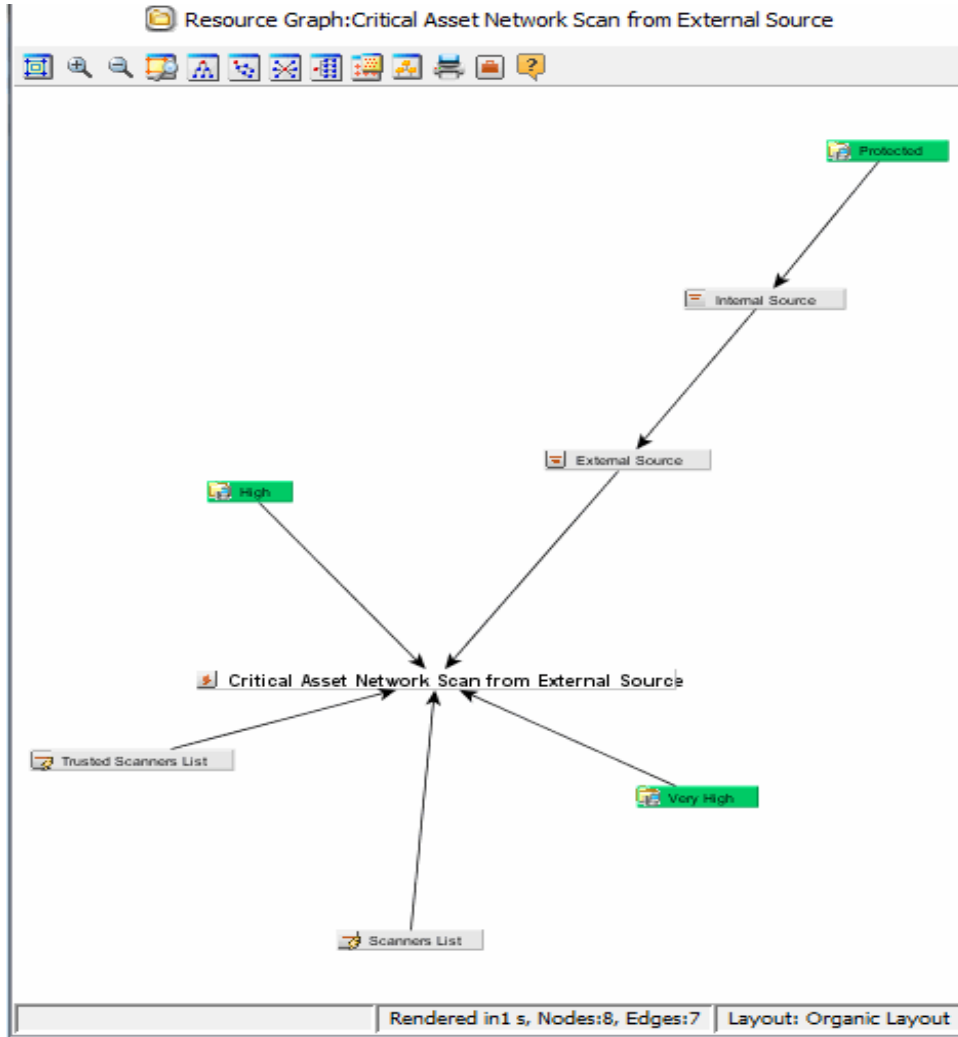 Resource Graph:Critical Asset Network Scan from External Source
Protected
Internal Source
External Source
High
Critical Asset Network Scan from External Source
Trusted Scanners List
Very High
Scanners List
Rendered in1 s, Nodes:8, Edges:7
Layout: Organic Layout